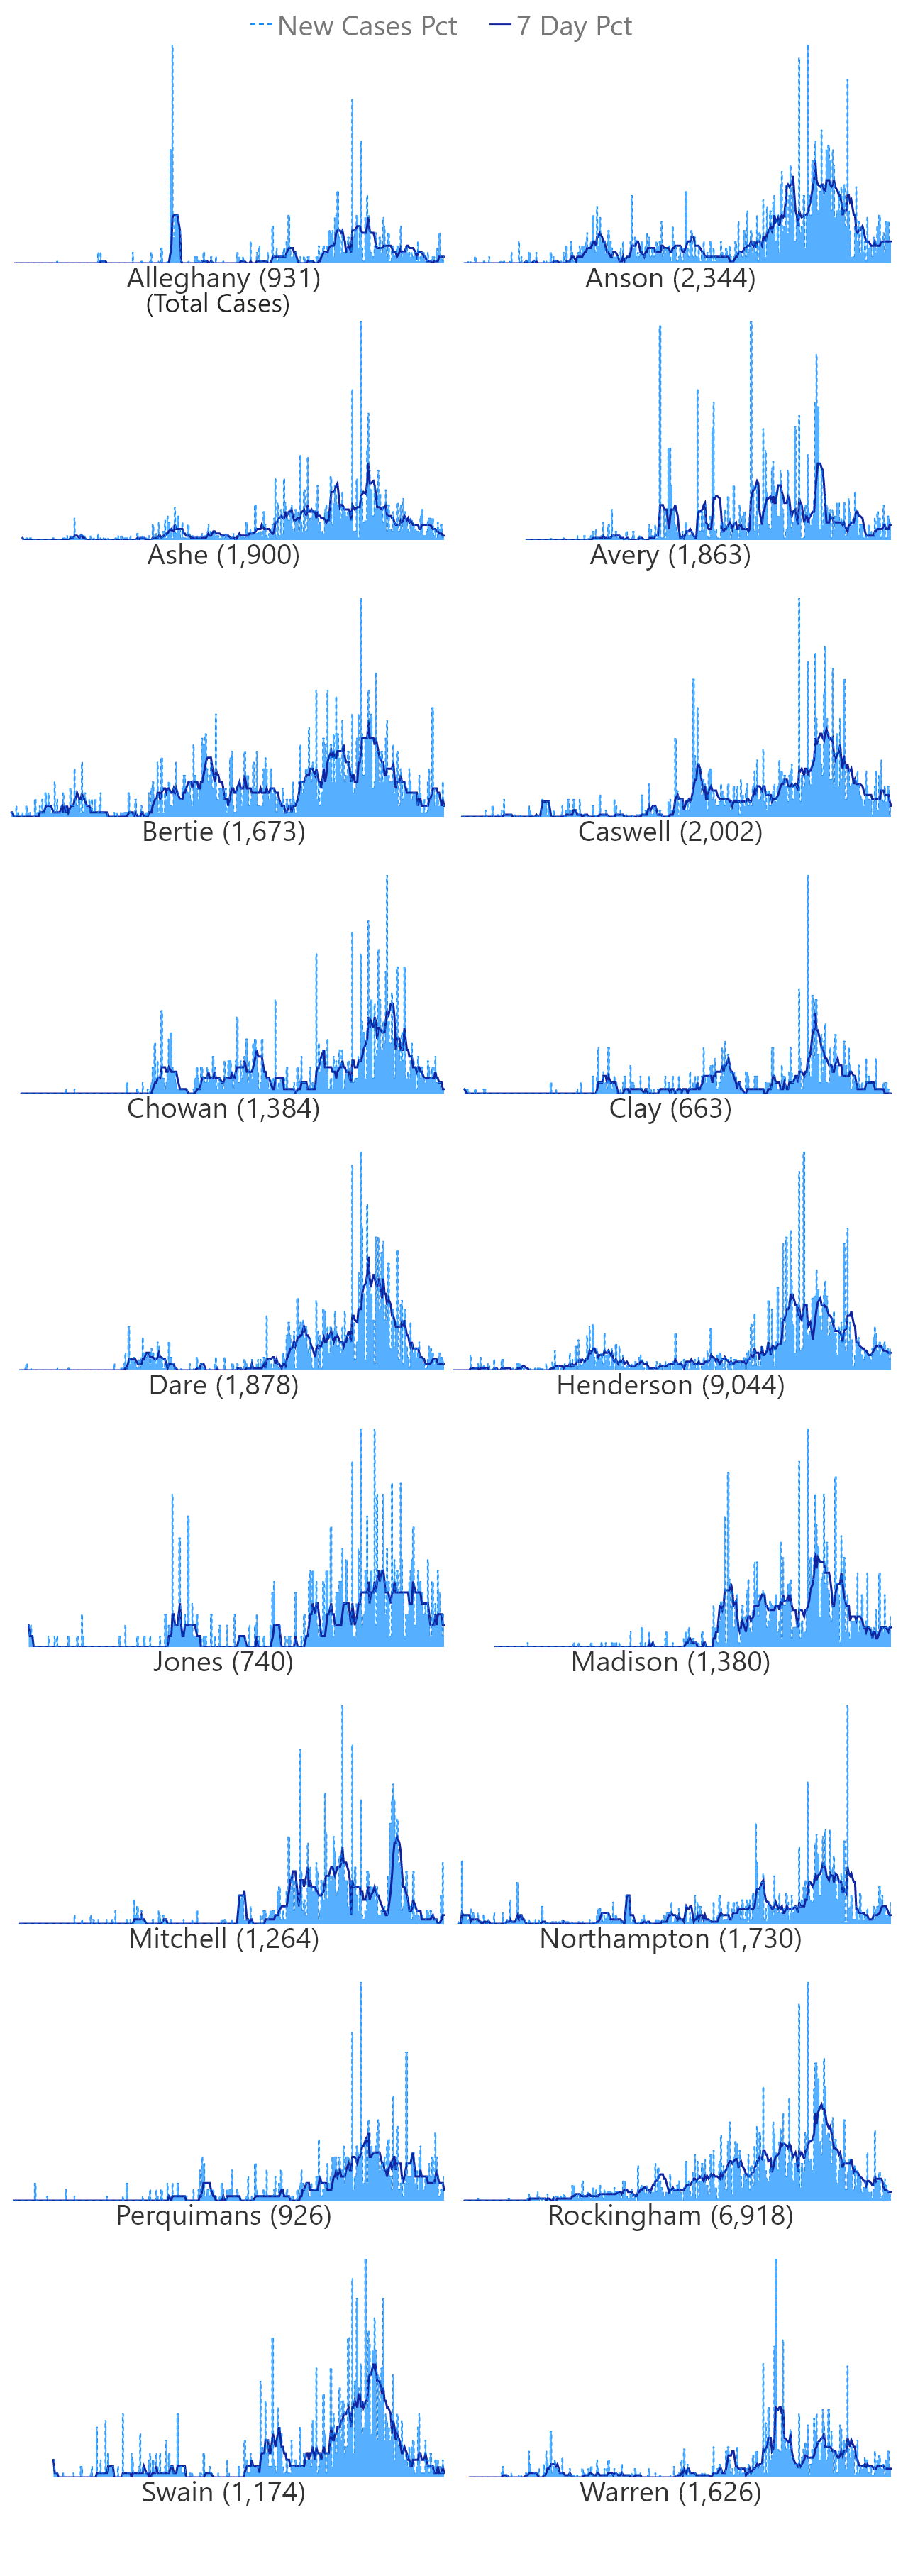 New Cases Pct 7 Day Pct
Alleghany (931) Anson (2,344)
(Total Cases)
Ashe (1,900) Avery (1,863)
Bertie (1,673) Caswell (2,002)
Chowan (1,384) Clay (663)
Dare (1,878) Henderson (9,044)
Jones (740) Madison (1,380)
Mitchell (1,264) Northampton (1,730)
Perquimans (926) Rockingham (6,918)
Swain (1,174) Warren (1,626)